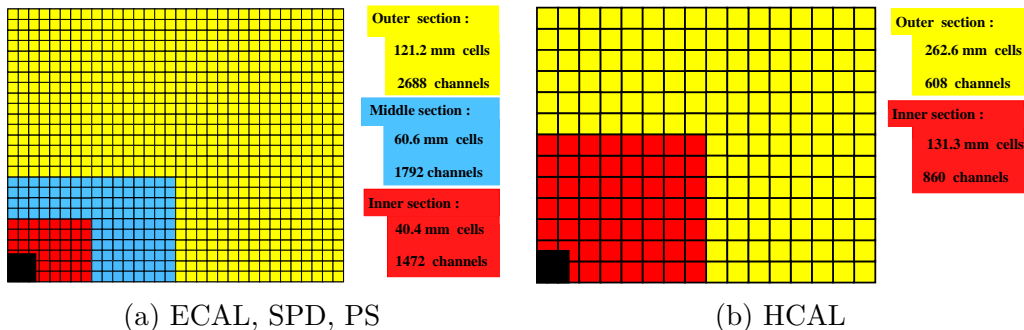 Outer section :
121.2 mm cells
2688 channels
Middle section :
60.6 mm cells
1792 channels
Inner section :
40.4 mm cells
1472 channels
(a) ECAL, SPD, PS
Outer section :
262.6 mm cells
608 channels
Inner section :
131.3 mm cells
860 channels
(b) HCAL